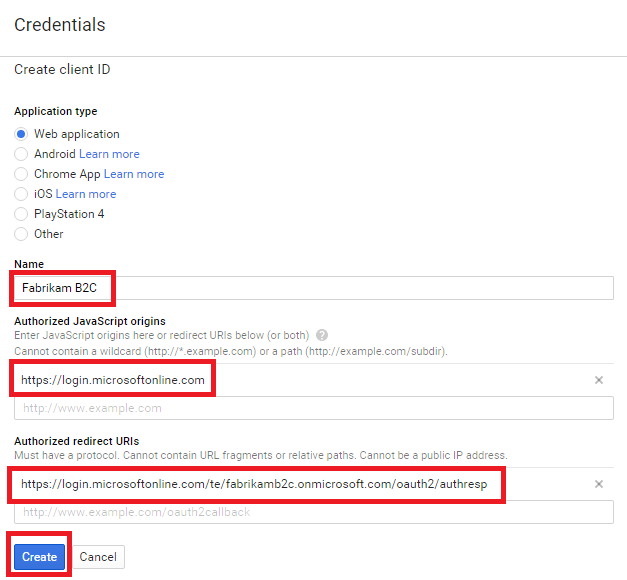 Credentials
Create client ID
Application type
Web application
Android Learn more
Chrome App Learn more
iOS Learn more
PlayStation 4
Other
Name
Fabrikam B2C
Authorized JavaScript origins
Enter JavaScript origins here or redirect URIs below (or both) ?
Cannot contain a wildcard (http://*.example.com) or a path (http://example.com/subdir).
https://login.microsoftonline.com ×
http://www.example.com
Authorized redirect URIs
Must have a protocol. Cannot contain URL fragments or relative paths. Cannot be a public IP address.
https://login.microsoftonline.com/te/fabrikamb2c.onmicrosoft.com/oauth2/authresp ×
http://www.example.com/oauth2callback
Create Cancel